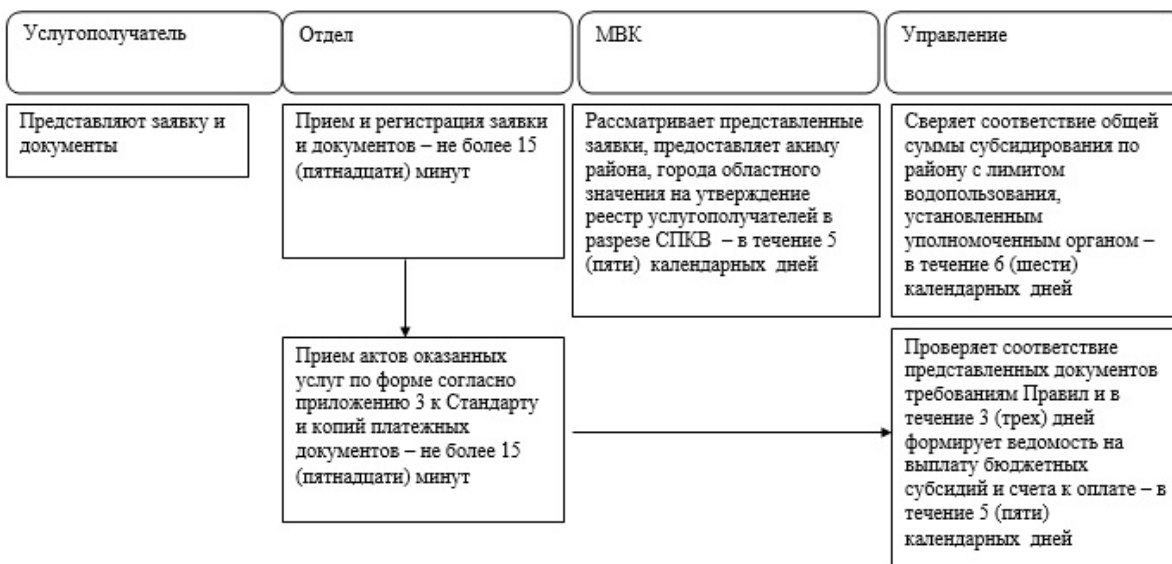 Услугополучатель
Отдел
МВК
Управление
Представляют заявку и
документы
Прием и регистрация заявки
и документов – не более 15
(пятнадцати) минут
Рассматривает представленные
заявки, предоставляет акиму
района, города областного
значения на утверждение
реестр услугополучателей в
разрезе СПКВ – в течение 5
(пяти) календарных дней
Сверяет соответствие общей
суммы субсидирования по
району с лимитом
водопользования,
установленным
уполномоченным органом –
в течение 6 (шести)
календарных дней
Прием актов оказанных
услуг по форме согласно
приложению 3 к Стандарту
и копий платежных
документов – не более 15
(пятнадцати) минут
Проверяет соответствие
представленных документов
требованиям Правил и в
течение 3 (трех) дней
формирует ведомость на
выплату бюджетных
субсидий и счета к оплате – в
течение 5 (пяти)
календарных дней